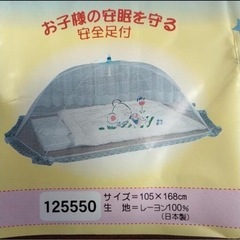 お子様の安眠を守る
安全足付
125550
サイズ=105×168cm
生 地=レーヨン100%
(日本製)